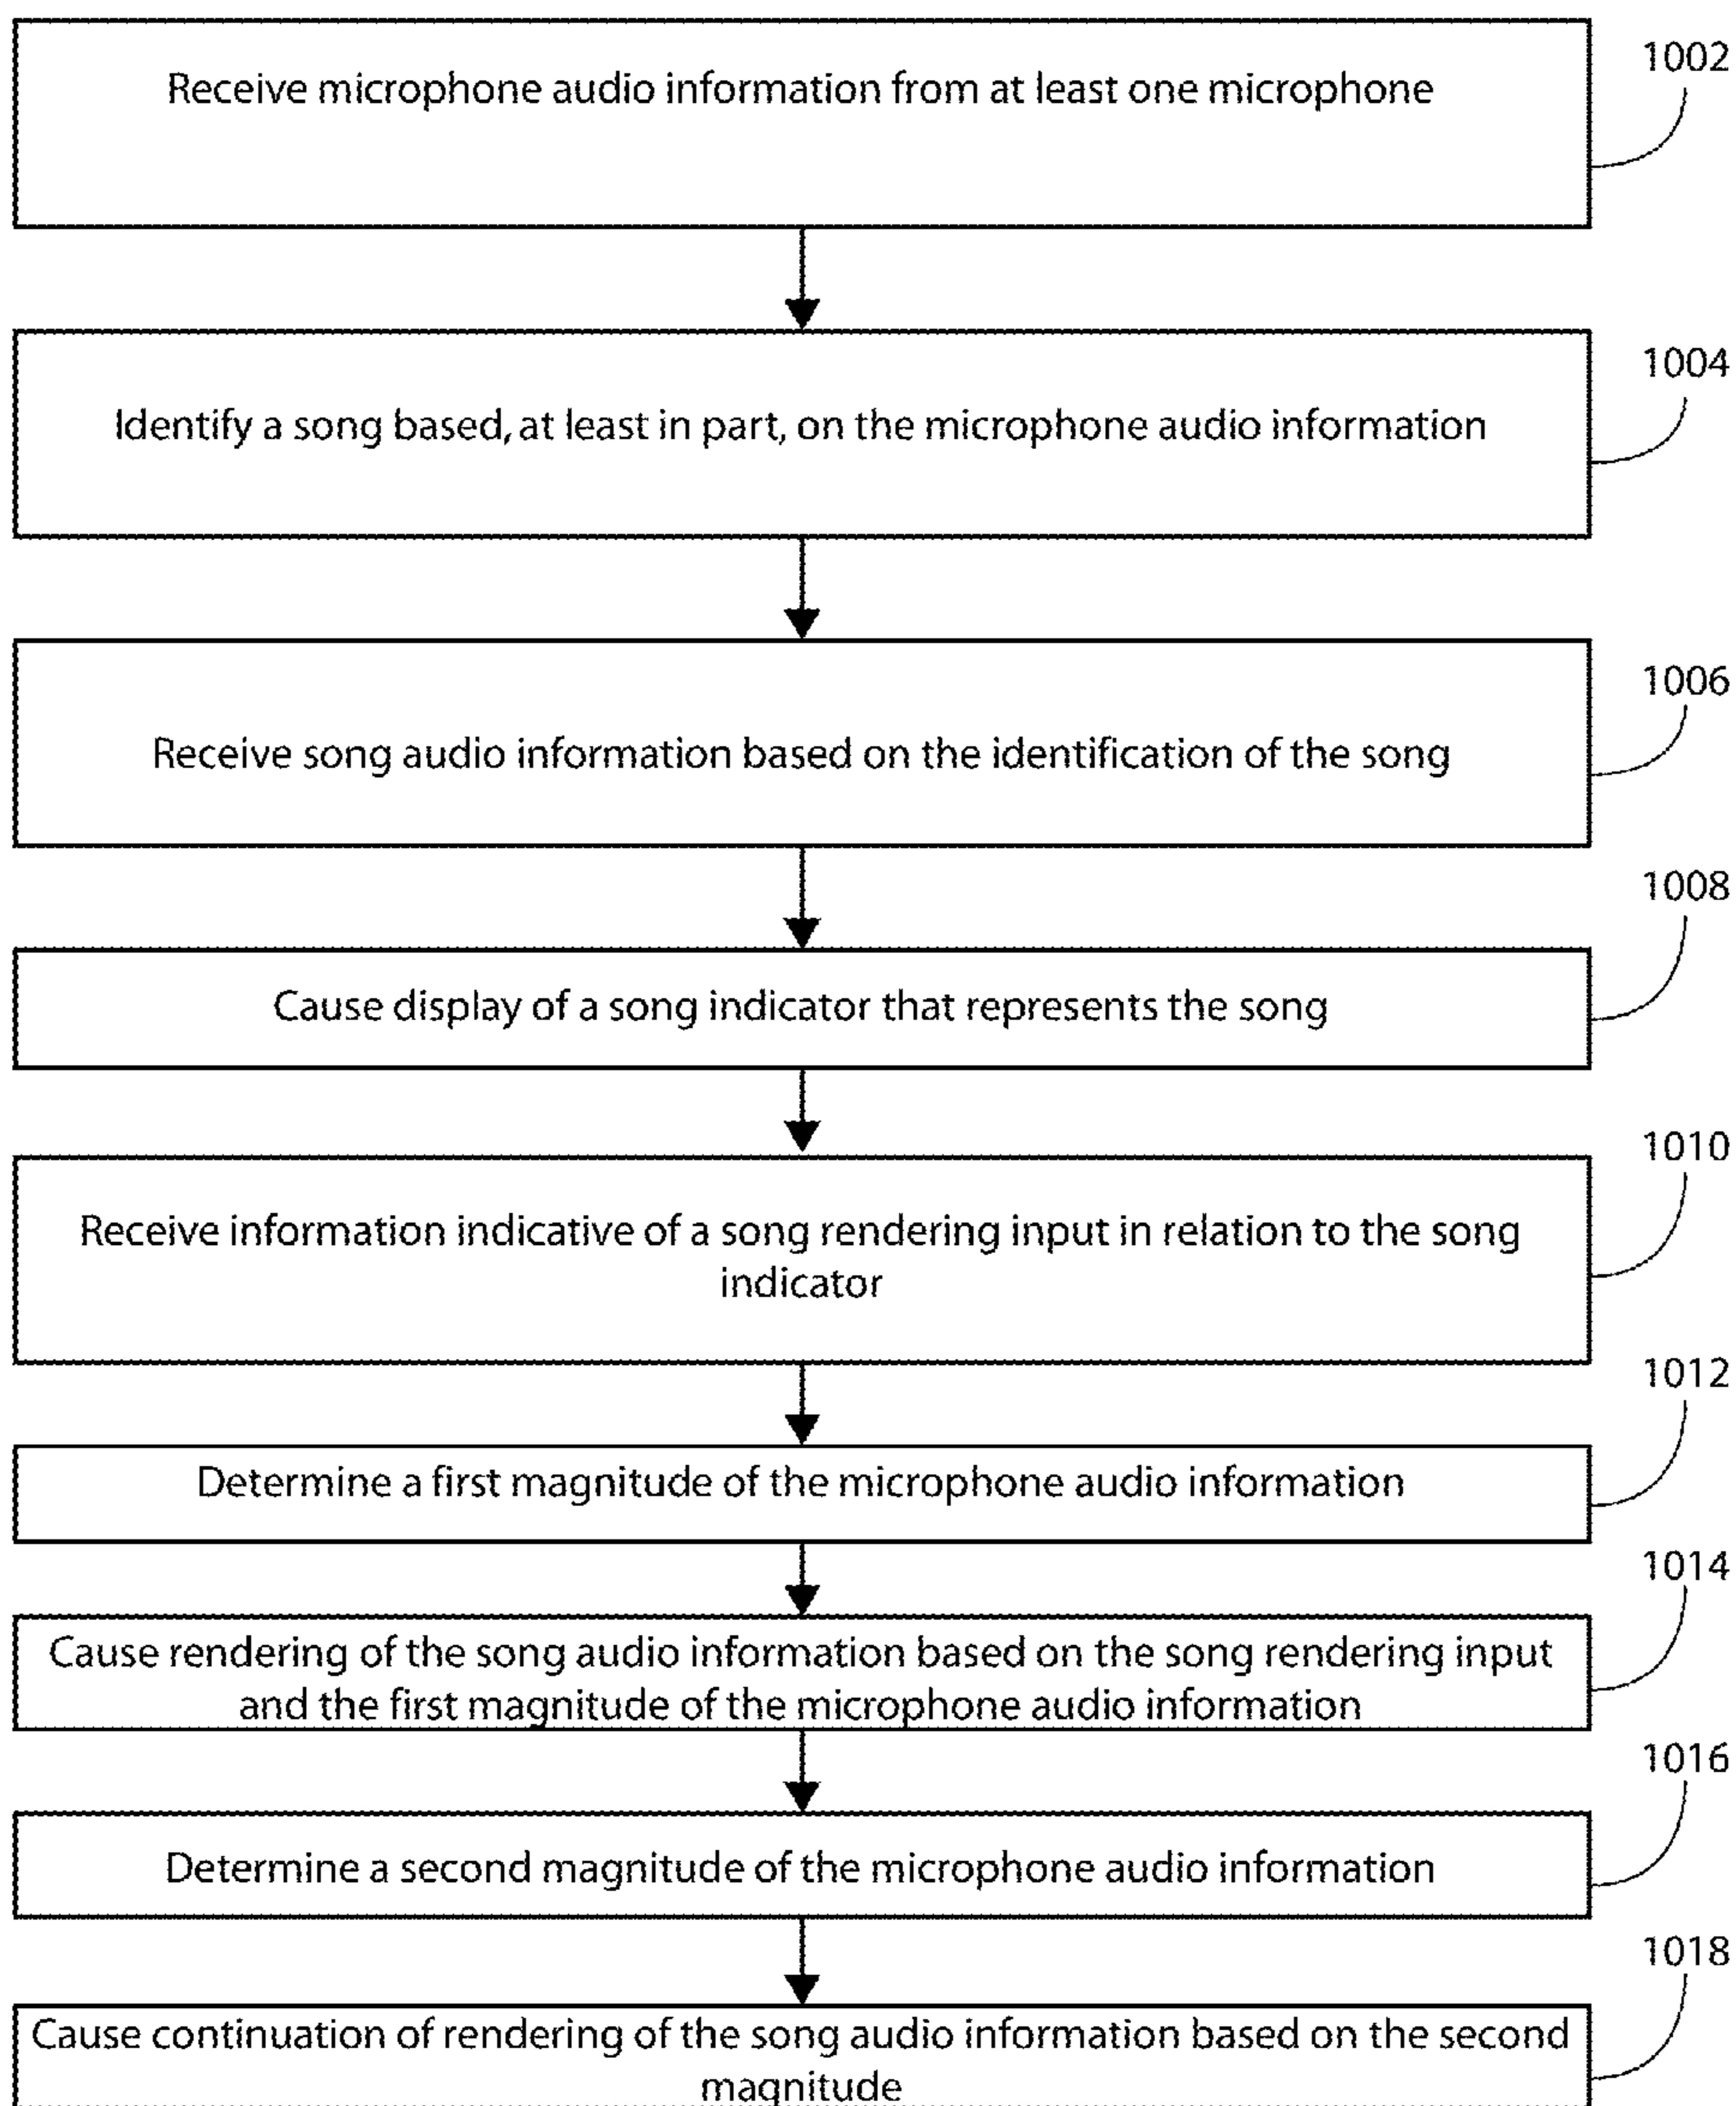 Receive microphone audio information from at least one microphone
1002
Identify a song based, at least in part, on the microphone audio information
1004
Receive song audio information based on the identification of the song
1006
Cause display of a song indicator that represents the song
1008
Receive information indicative of a song rendering input in relation to the song
indicator
1010
Determine a first magnitude of the microphone audio information
1012
Cause rendering of the song audio information based on the song rendering input
and the first magnitude of the microphone audio information
1014
Determine a second magnitude of the microphone audio information
1016
Cause continuation of rendering of the song audio information based on the second
magnitude
1018